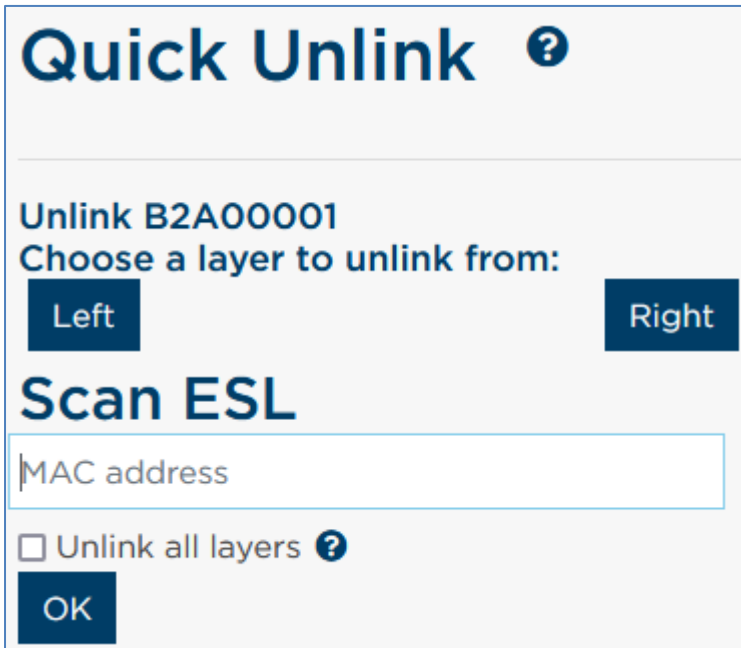 Quick Unlink ?
Unlink B2A00001
Choose a layer to unlink from:
Left Right
Scan ESL
MAC address
Unlink all layers ?
OK